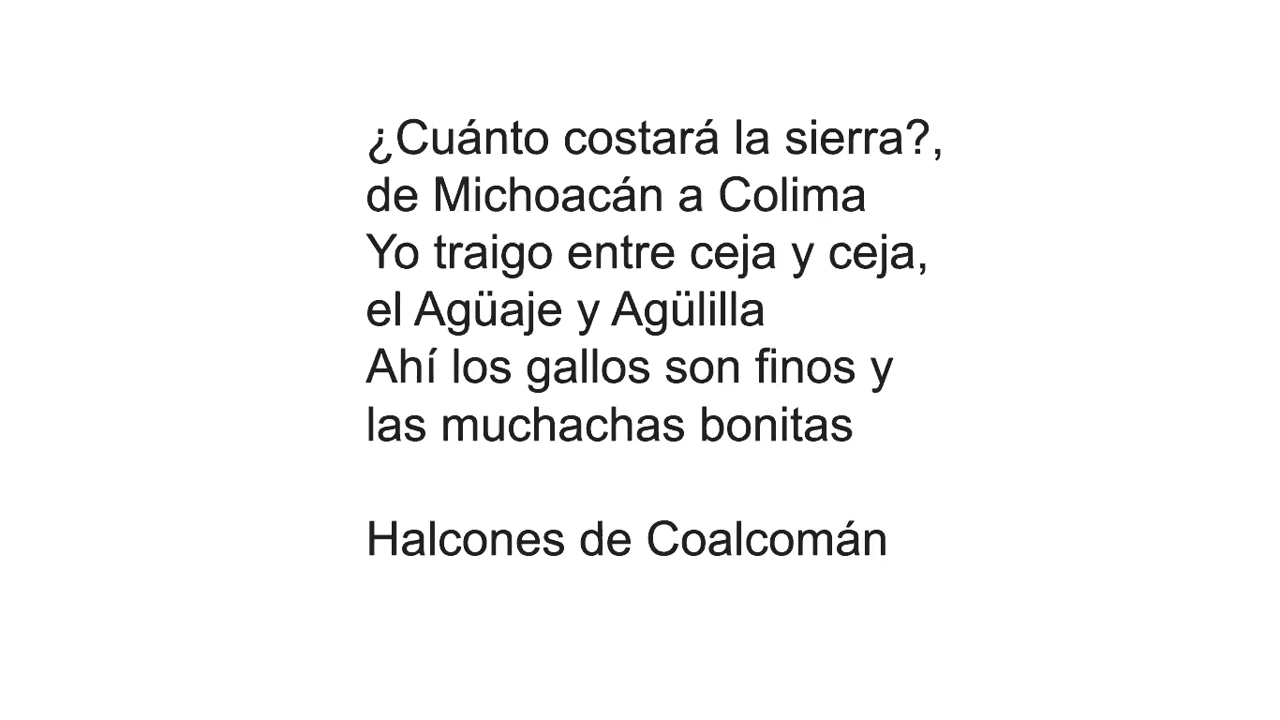 ¿Cuánto costará la sierra?,
de Michoacán a Colima
Yo traigo entre ceja y ceja,
el Agüaje y Agülilla
Ahí los gallos son finos y
las muchachas bonitas
Halcones de Coalcomán